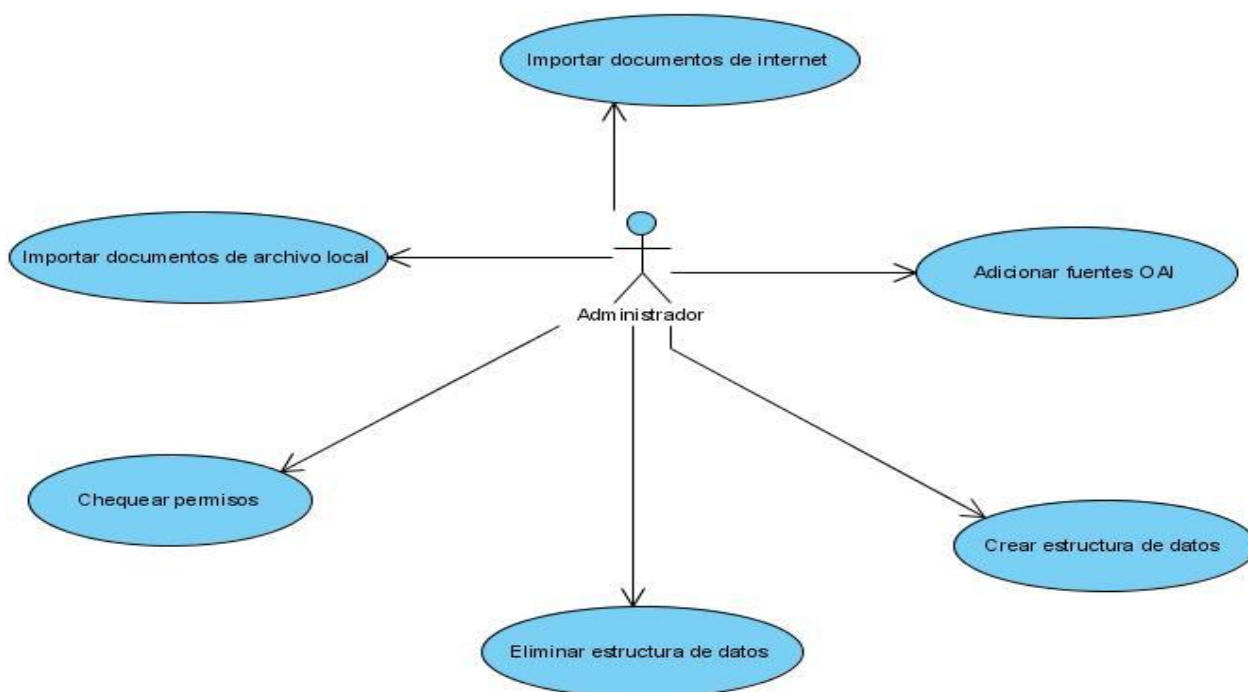 Importar documentos de internet
Importar documentos de archivo local
Adicionar fuentes OAI
Administrador
Chequear permisos
Crear estructura de datos
Eliminar estructura de datos